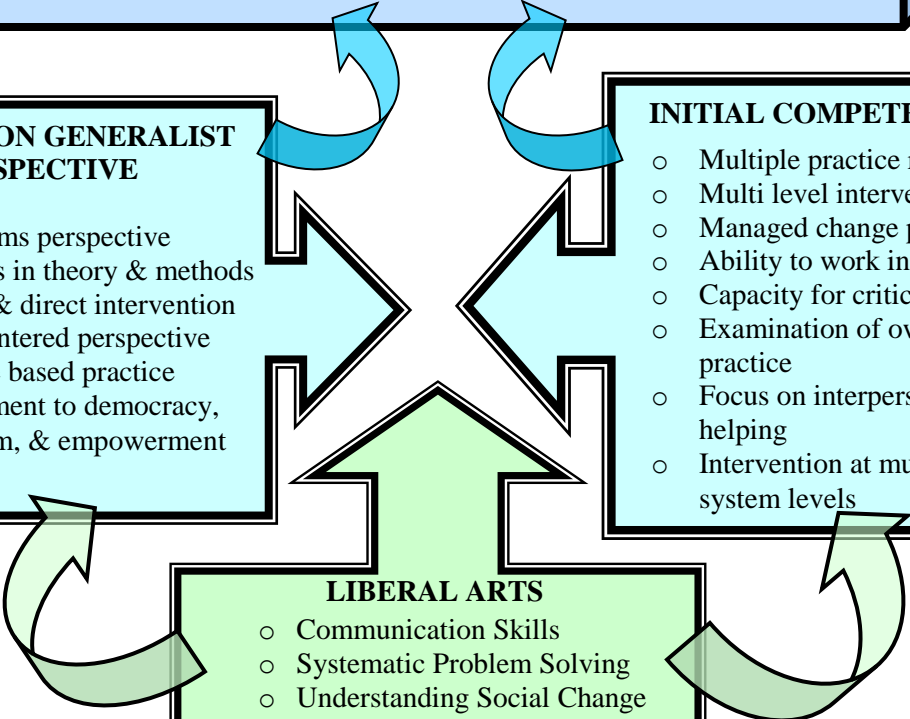 ON GENERALIST
SPECTIVE
ms perspective
s in theory & methods
& direct intervention
ntered perspective
based practice
ment to democracy,
m, & empowerment
INITIAL COMPETE
o Multiple practice
o Multi level interve
o Managed change p
o Ability to work in
o Capacity for critic
o Examination of ov
practice
o Focus on interpers
helping
o Intervention at mu
system levels
LIBERAL ARTS
o Communication Skills
o Systematic Problem Solving
o Understanding Social Change